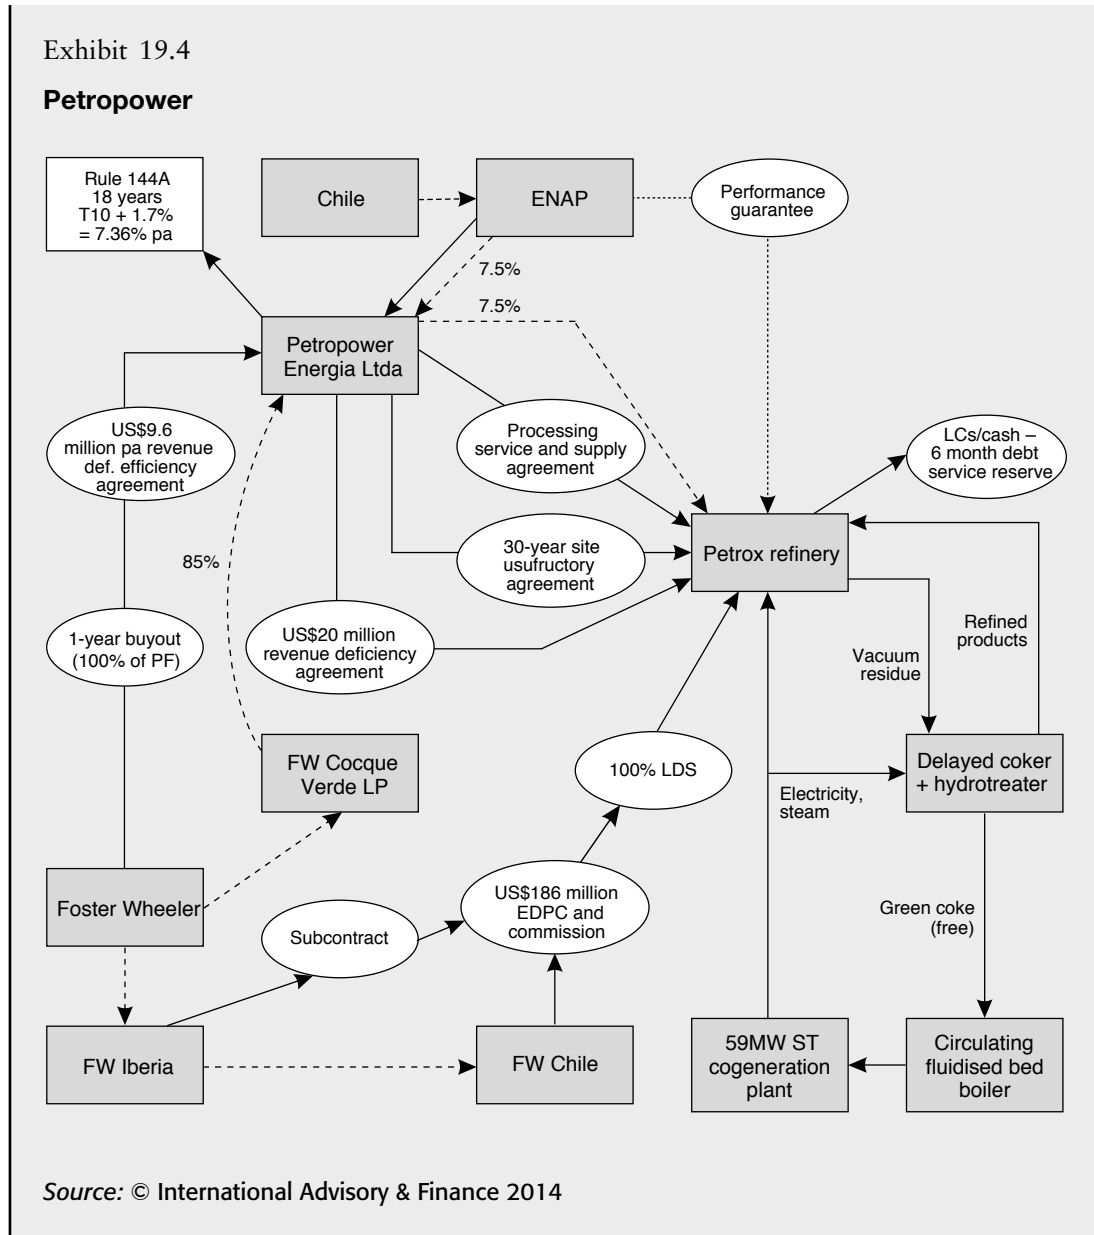 Exhibit 19.4
Petropower
Rule 144A
18 years
T10 + 1.7%
= 7.36% pa
Chile
ENAP
Performance
guarantee
7.5%
7.5%
Petropower
Energia Ltda
US$9.6
million pa revenue
def. efficiency
agreement
Processing
service and supply
agreement
LCs/cash –
6 month debt
service reserve
85%
30-year site
usufructory
agreement
Petrox refinery
1-year buyout
(100% of PF)
US$20 million
revenue deficiency
agreement
Vacuum
residue
Refined
products
FW Cocque
Verde LP
100% LDS
Delayed coker
+ hydrotreater
Electricity,
steam
Foster Wheeler
US$186 million
EDPC and
commission
Subcontract
Green coke
(free)
FW Iberia
FW Chile
59MW ST
cogeneration
plant
Circulating
fluidised bed
boiler
Source: © International Advisory & Finance 2014